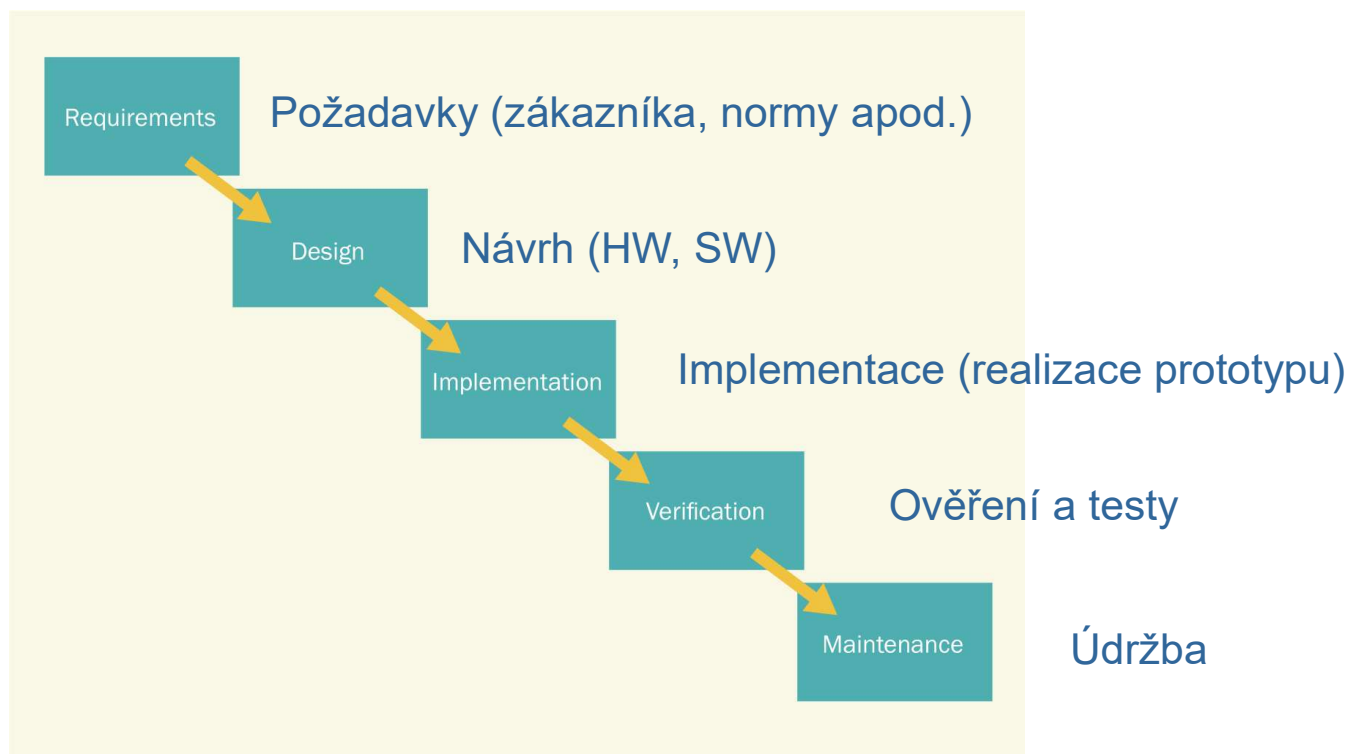 Requirements
Požadavky (zákazníka, normy apod.)
Design
Návrh (HW, SW)
Implementation
Implementace (realizace prototypu)
Verification
Ověření a testy
Maintenance
Údržba